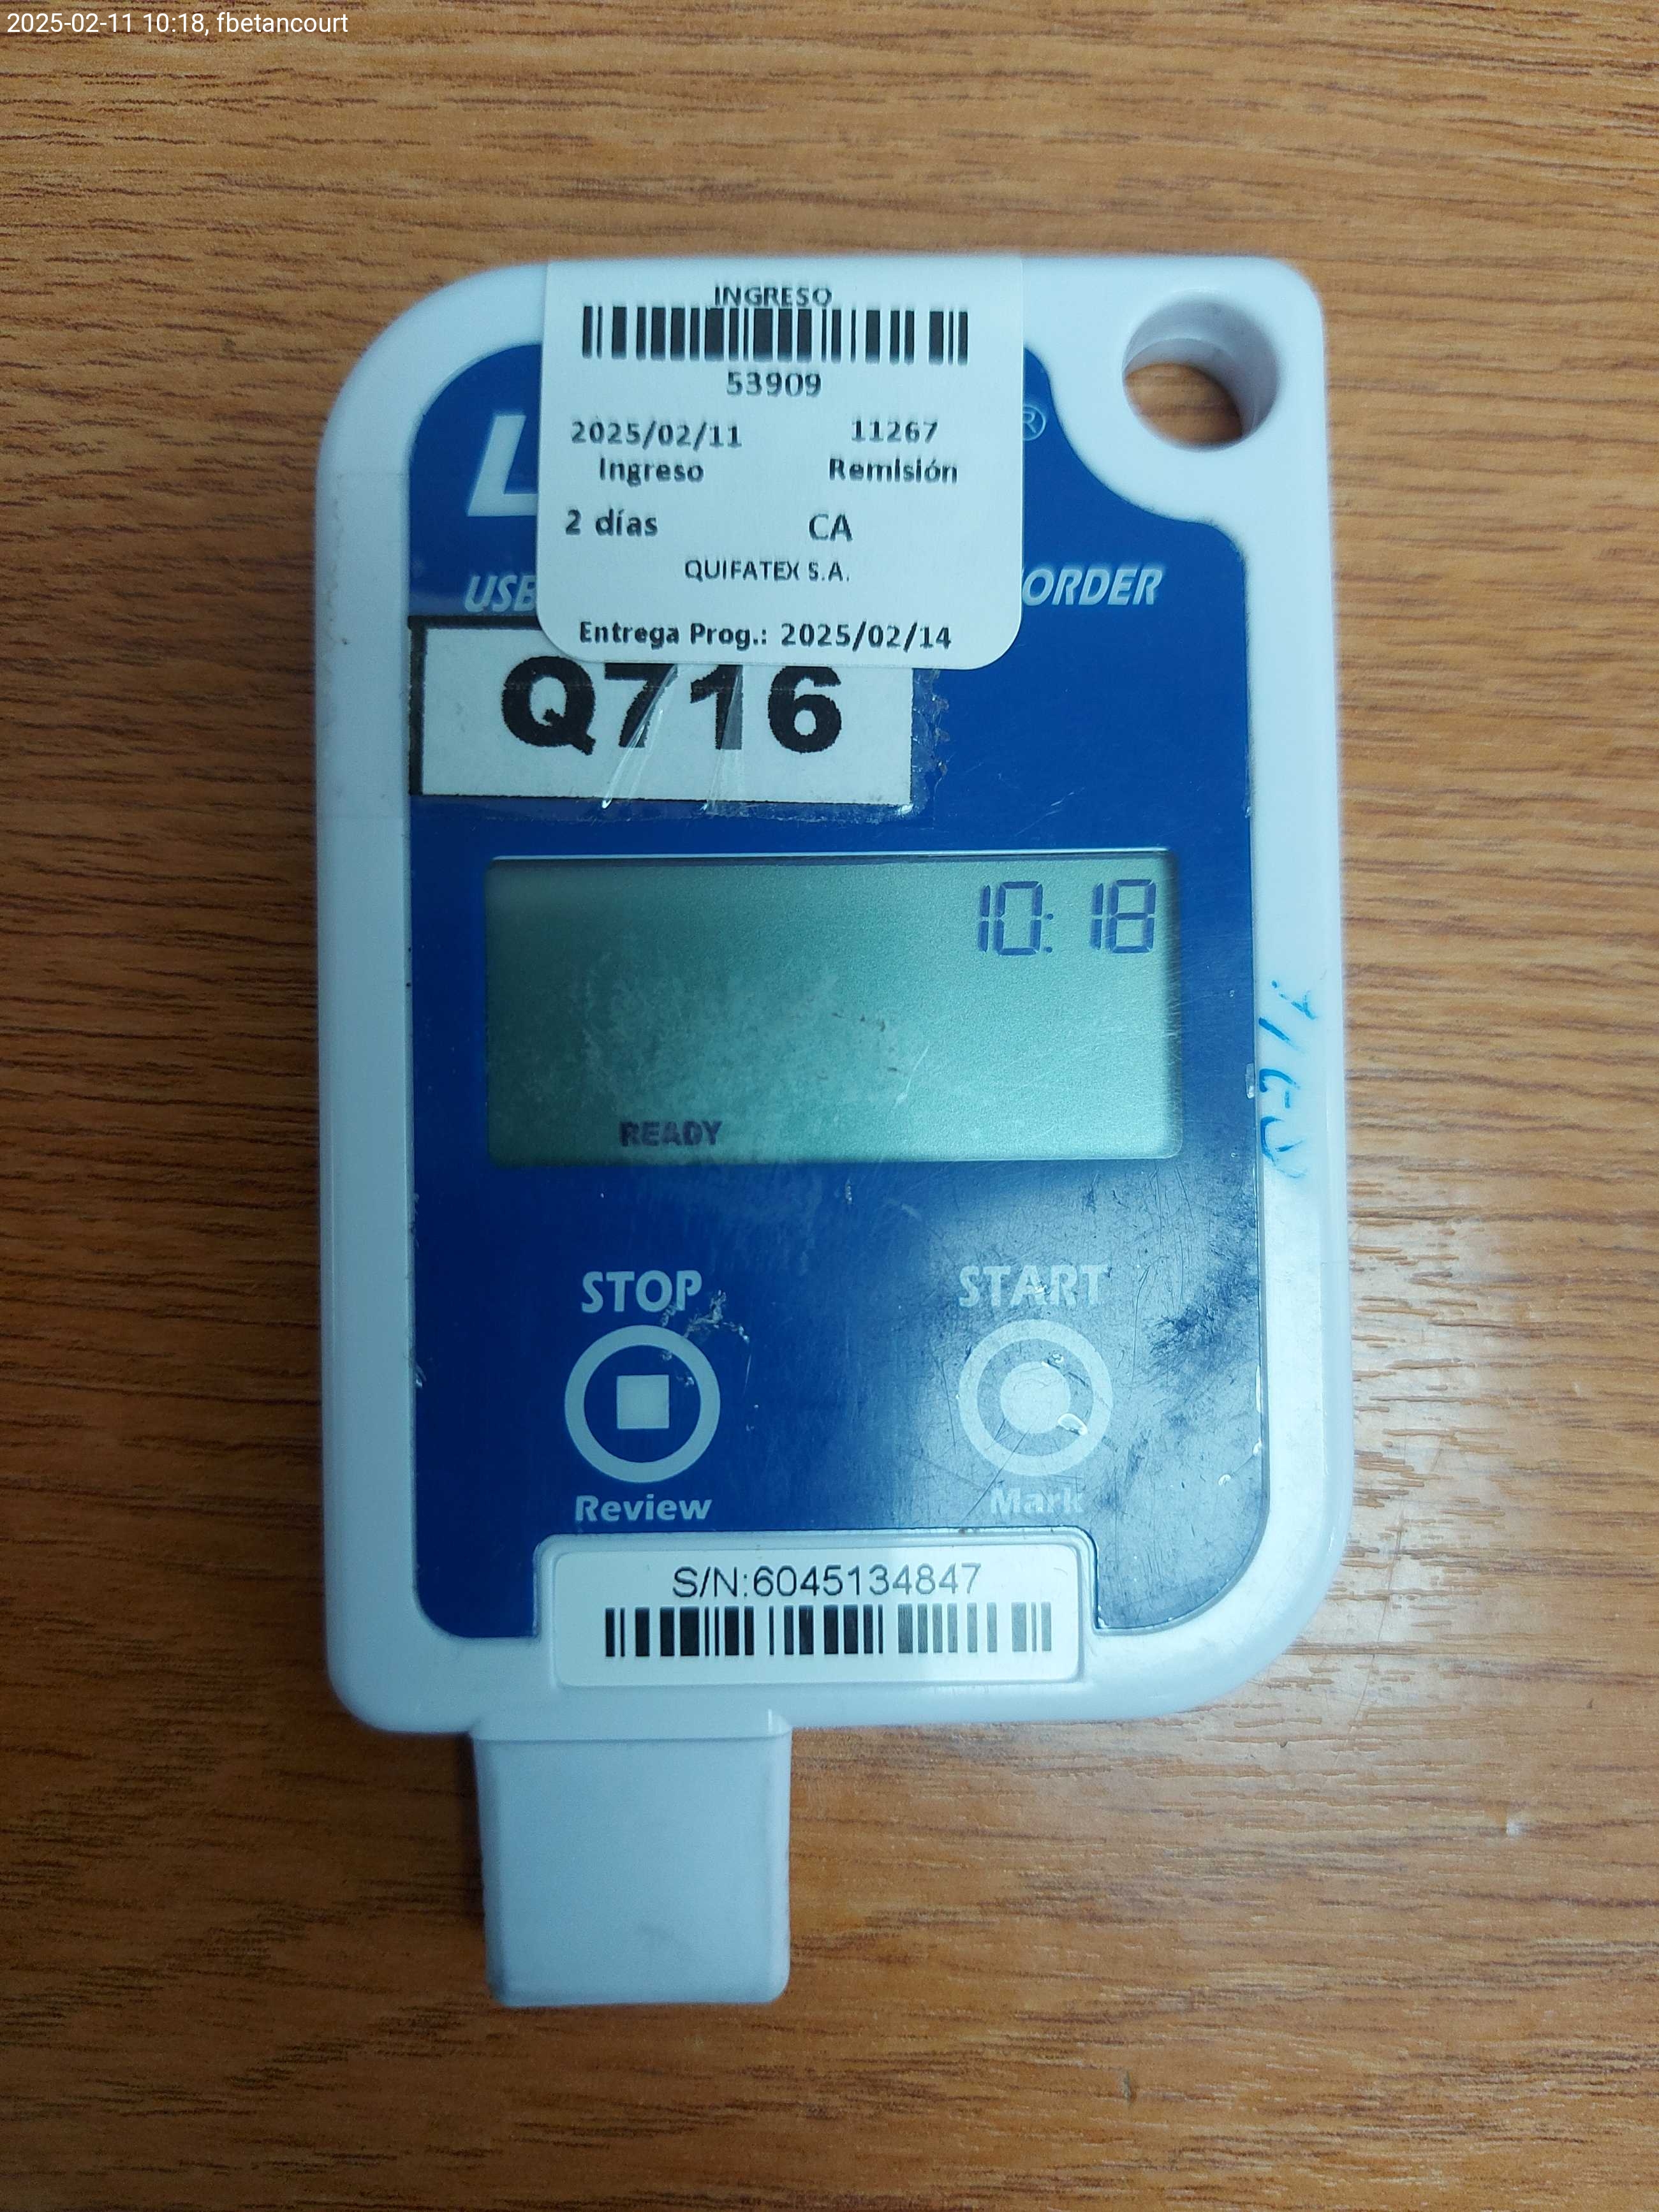 2025-02-11 10:18, fbetancourt
INGRESO
53909
2025/02/11 11267
Ingreso Remisión
2 días CA
QUIFATEX S.A.
Entrega Prog.: 2025/02/14
L ®
USB ORDER
Q716
10:18
READY
STOP START
Review Mark
S/N:6045134847